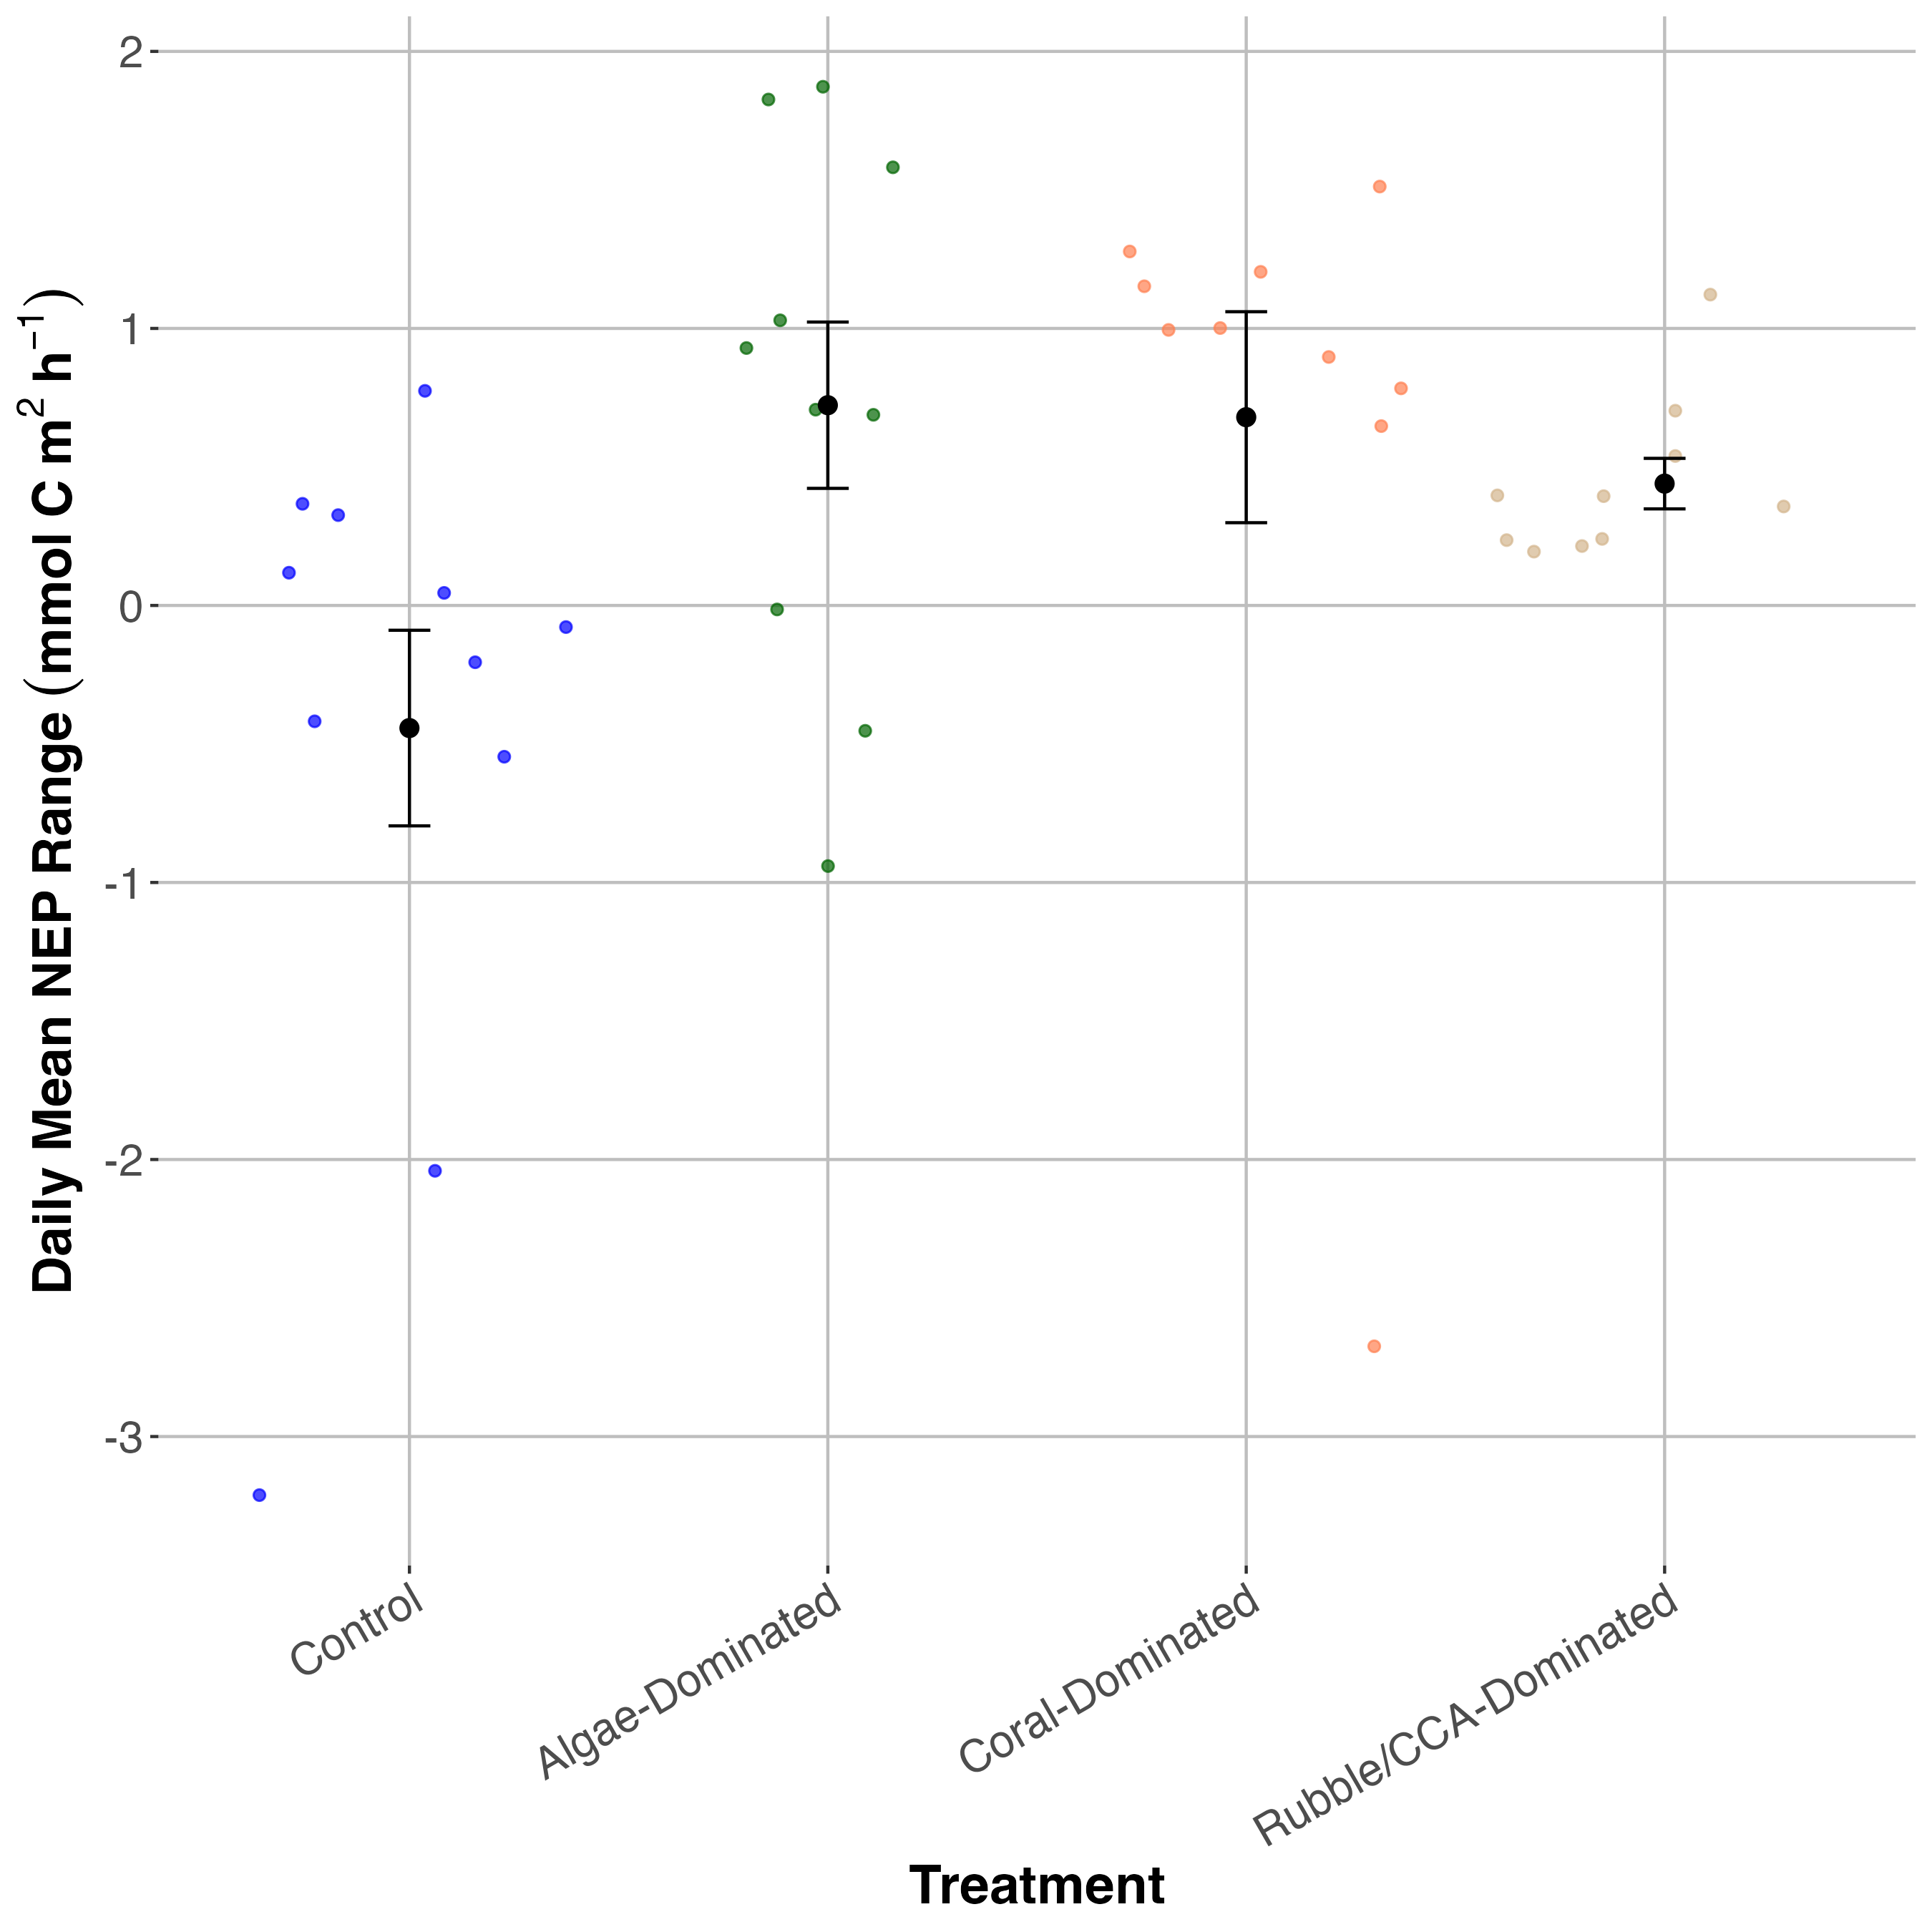 Daily Mean NEP Range (mmol C m² h⁻¹)
2
1
0
-1
-2
-3
Control
Algae-Dominated
Coral-Dominated
Rubble/CCA-Dominated
Treatment